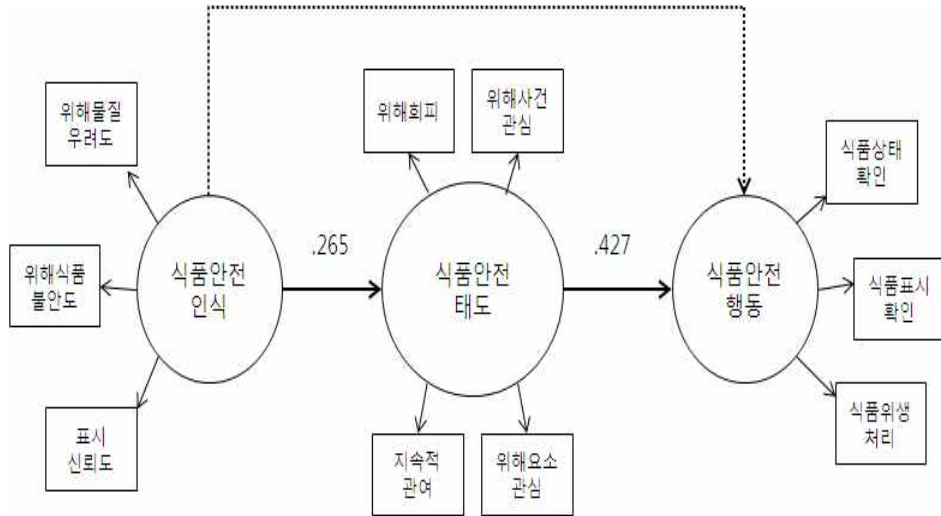 위해물질
우려도
위해회피
위해사건
관심
식품상태
확인
위해식품
불안도
식품안전
인식
.265
식품안전
태도
.427
식품안전
행동
식품표시
확인
표시
신뢰도
지속적
관여
위해요소
관심
식품위생
처리